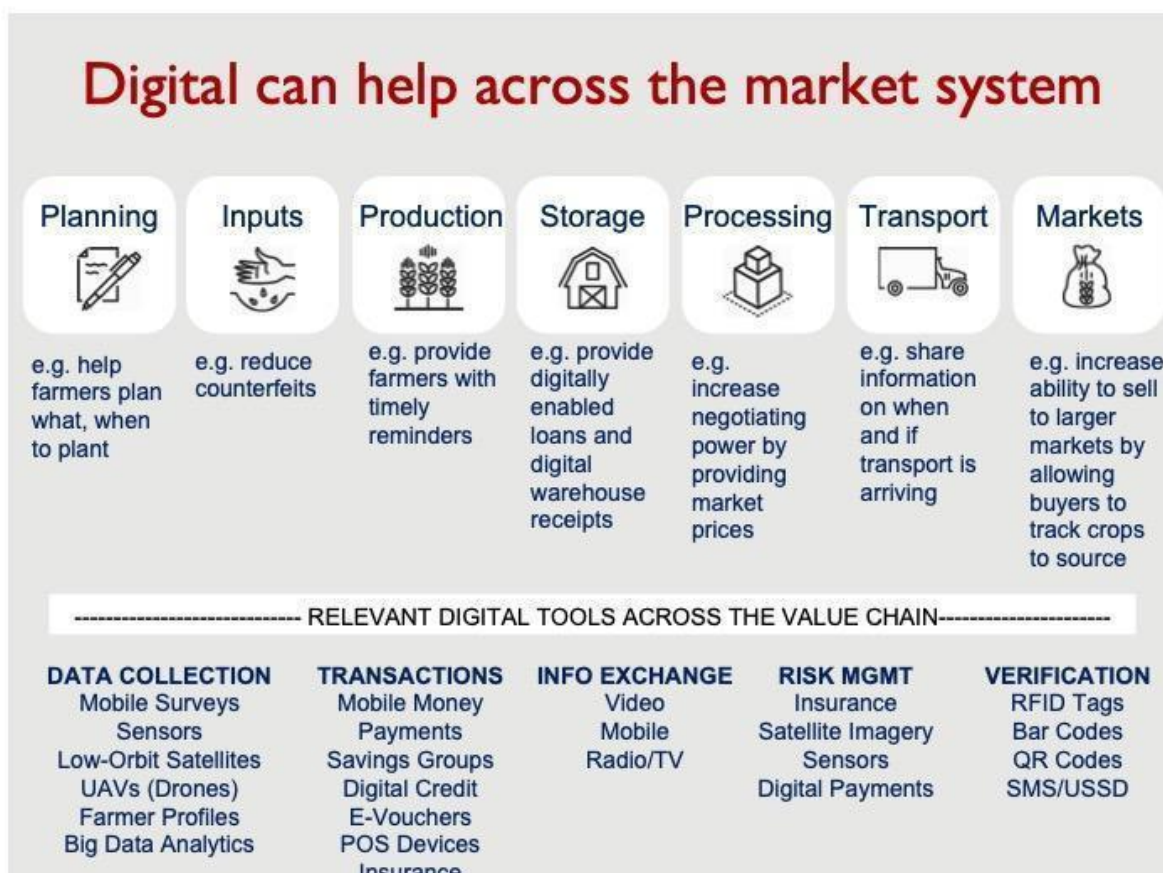 Digital can help across the market system
Planning
Inputs
Production
Storage
Processing
Transport
Markets
e.g. help
farmers plan
what, when
to plant
e.g. reduce
counterfeits
e.g. provide
farmers with
timely
reminders
e.g. provide
digitally
enabled
loans and
digital
warehouse
receipts
e.g.
increase
negotiating
power by
providing
market
prices
e.g. share
information
on when
and if
transport is
arriving
e.g. increase
ability to sell
to larger
markets by
allowing
buyers to
track crops
to source
----------------------------- RELEVANT DIGITAL TOOLS ACROSS THE VALUE CHAIN----------------------
DATA COLLECTION
Mobile Surveys
Sensors
Low-Orbit Satellites
UAVs (Drones)
Farmer Profiles
Big Data Analytics
TRANSACTIONS
Mobile Money
Payments
Savings Groups
Digital Credit
E-Vouchers
POS Devices
Insurance
INFO EXCHANGE
Video
Mobile
Radio/TV
RISK MGMT
Insurance
Satellite Imagery
Sensors
Digital Payments
VERIFICATION
RFID Tags
Bar Codes
QR Codes
SMS/USSD